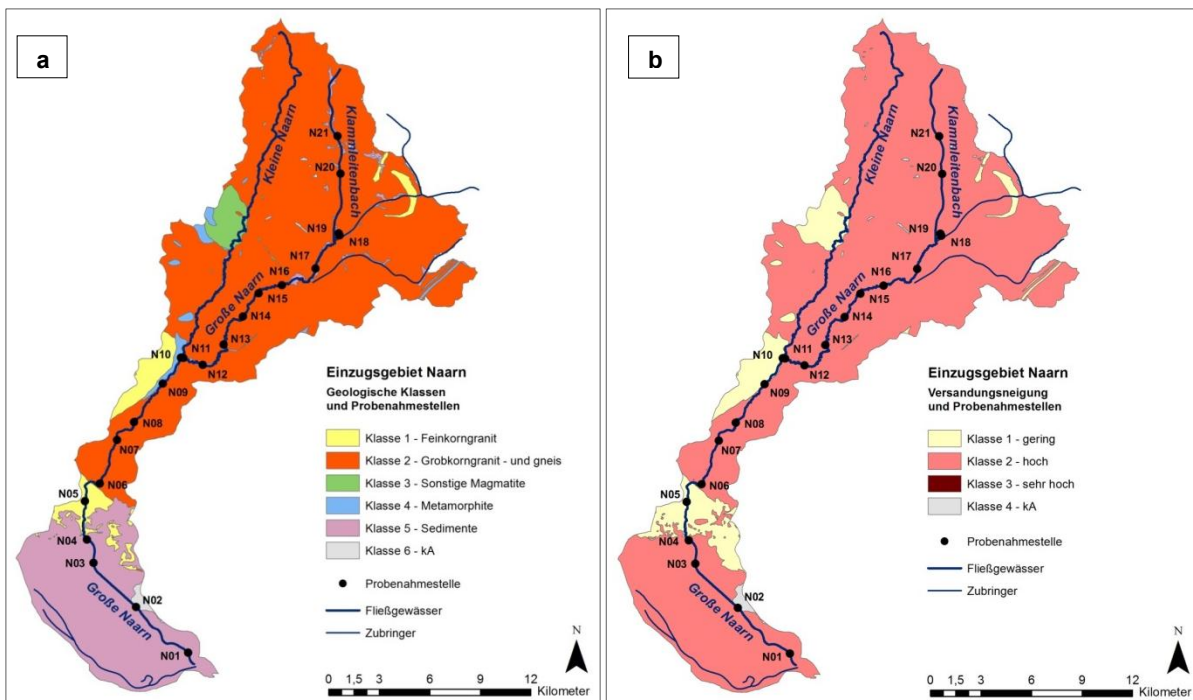 a
Kleine Naarn
Klammleitenbach
N21
N20
N19
N18
N17
N16
Große Naarn
N15
N14
N13
N11
N10
N12
N09
N08
N07
N06
N05
N04
N03
N02
Große Naarn
N01
Einzugsgebiet Naarn
Geologische Klassen
und Probenahmestellen
Klasse 1 - Feinkorngranit
Klasse 2 - Grobkorngranit - und gneis
Klasse 3 - Sonstige Magmatite
Klasse 4 - Metamorphite
Klasse 5 - Sedimente
Klasse 6 - kA
Probenahmestelle
Fließgewässer
Zubringer
N
0 1,5 3 6 9 12
Kilometer
b
Kleine Naarn
Klammleitenbach
N21
N20
N19
N18
N17
N16
Große Naarn
N15
N14
N13
N11
N10
N12
N09
N08
N07
N06
N05
N04
N03
N02
Große Naarn
N01
Einzugsgebiet Naarn
Versandungsneigung
und Probenahmestellen
Klasse 1 - gering
Klasse 2 - hoch
Klasse 3 - sehr hoch
Klasse 4 - kA
Probenahmestelle
Fließgewässer
Zubringer
N
0 1,5 3 6 9 12
Kilometer